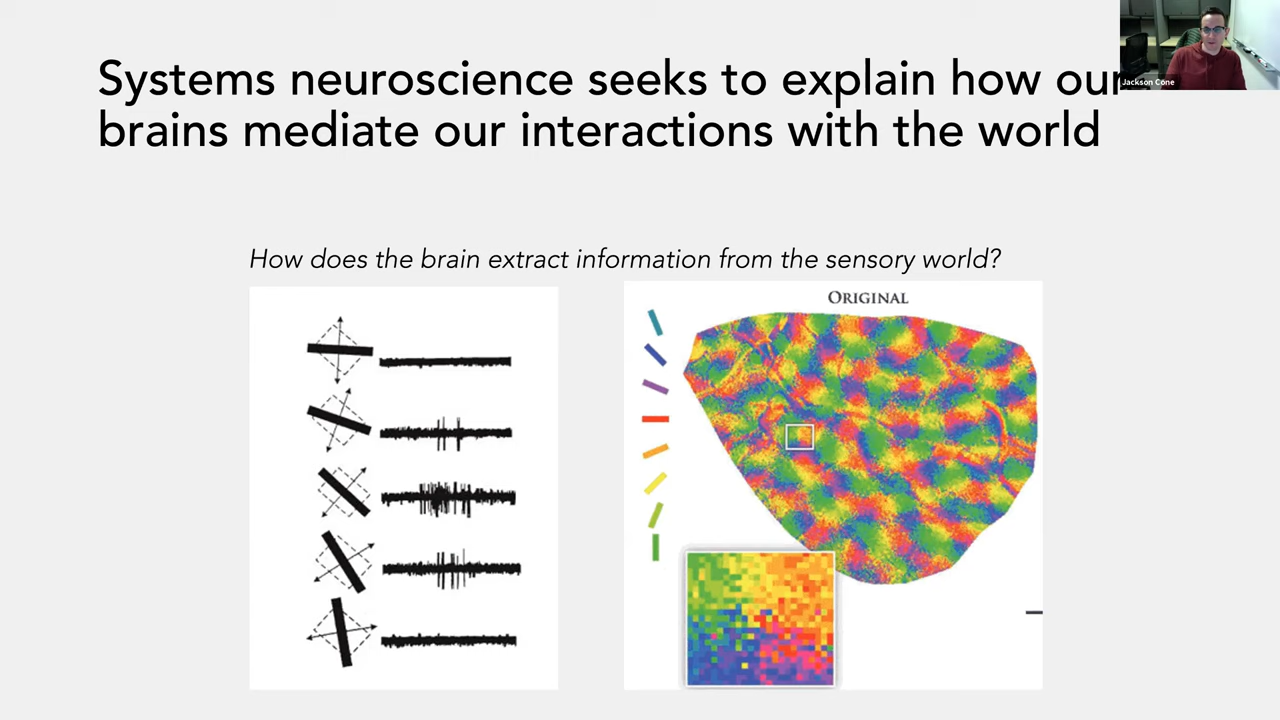 Systems neuroscience seeks to explain how our
brains mediate our interactions with the world
Jackson Cone
How does the brain extract information from the sensory world?
ORIGINAL